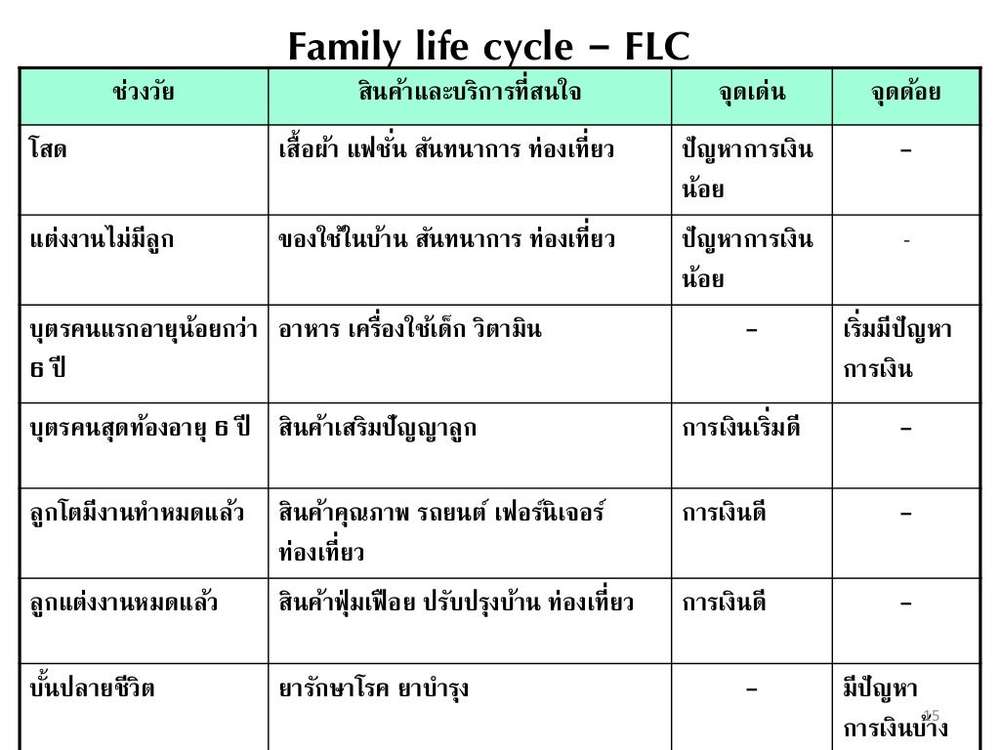 Family life cycle – FLC
ช่วงวัย สินค้าและบริการที่สนใจ จุดเด่น จุดด้อย
โสด เสื้อผ้า แฟชั่น สันทนาการ ท่องเที่ยว ปัญหาการเงิน –
น้อย
แต่งงานไม่มีลูก ของใช้ในบ้าน สันทนาการ ท่องเที่ยว ปัญหาการเงิน -
น้อย
บุตรคนแรกอายุน้อยกว่า อาหาร เครื่องใช้เด็ก วิตามิน – เริ่มมีปัญหา
6 ปี การเงิน
บุตรคนสุดท้องอายุ 6 ปี สินค้าเสริมปัญญาลูก การเงินเริ่มดี –
ลูกโตมีงานทำหมดแล้ว สินค้าคุณภาพ รถยนต์ เฟอร์นิเจอร์ การเงินดี –
ท่องเที่ยว
ลูกแต่งงานหมดแล้ว สินค้าฟุ่มเฟือย ปรับปรุงบ้าน ท่องเที่ยว การเงินดี –
บั้นปลายชีวิต ยารักษาโรค ยาบำรุง – มีปัญหา
การเงินบ้าง
15